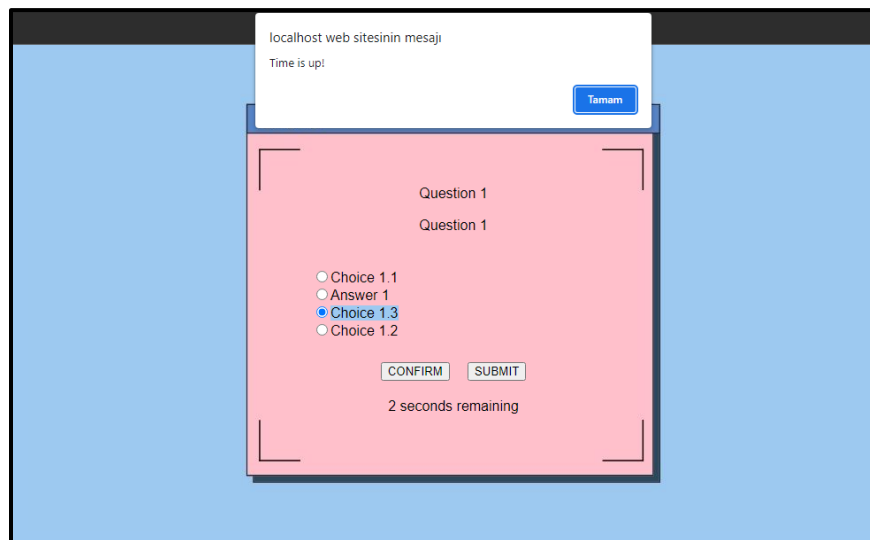 localhost web sitesinin mesajı
Time is up!
Tamam
Question 1
Question 1
Choice 1.1
Answer 1
Choice 1.3
Choice 1.2
CONFIRM SUBMIT
2 seconds remaining